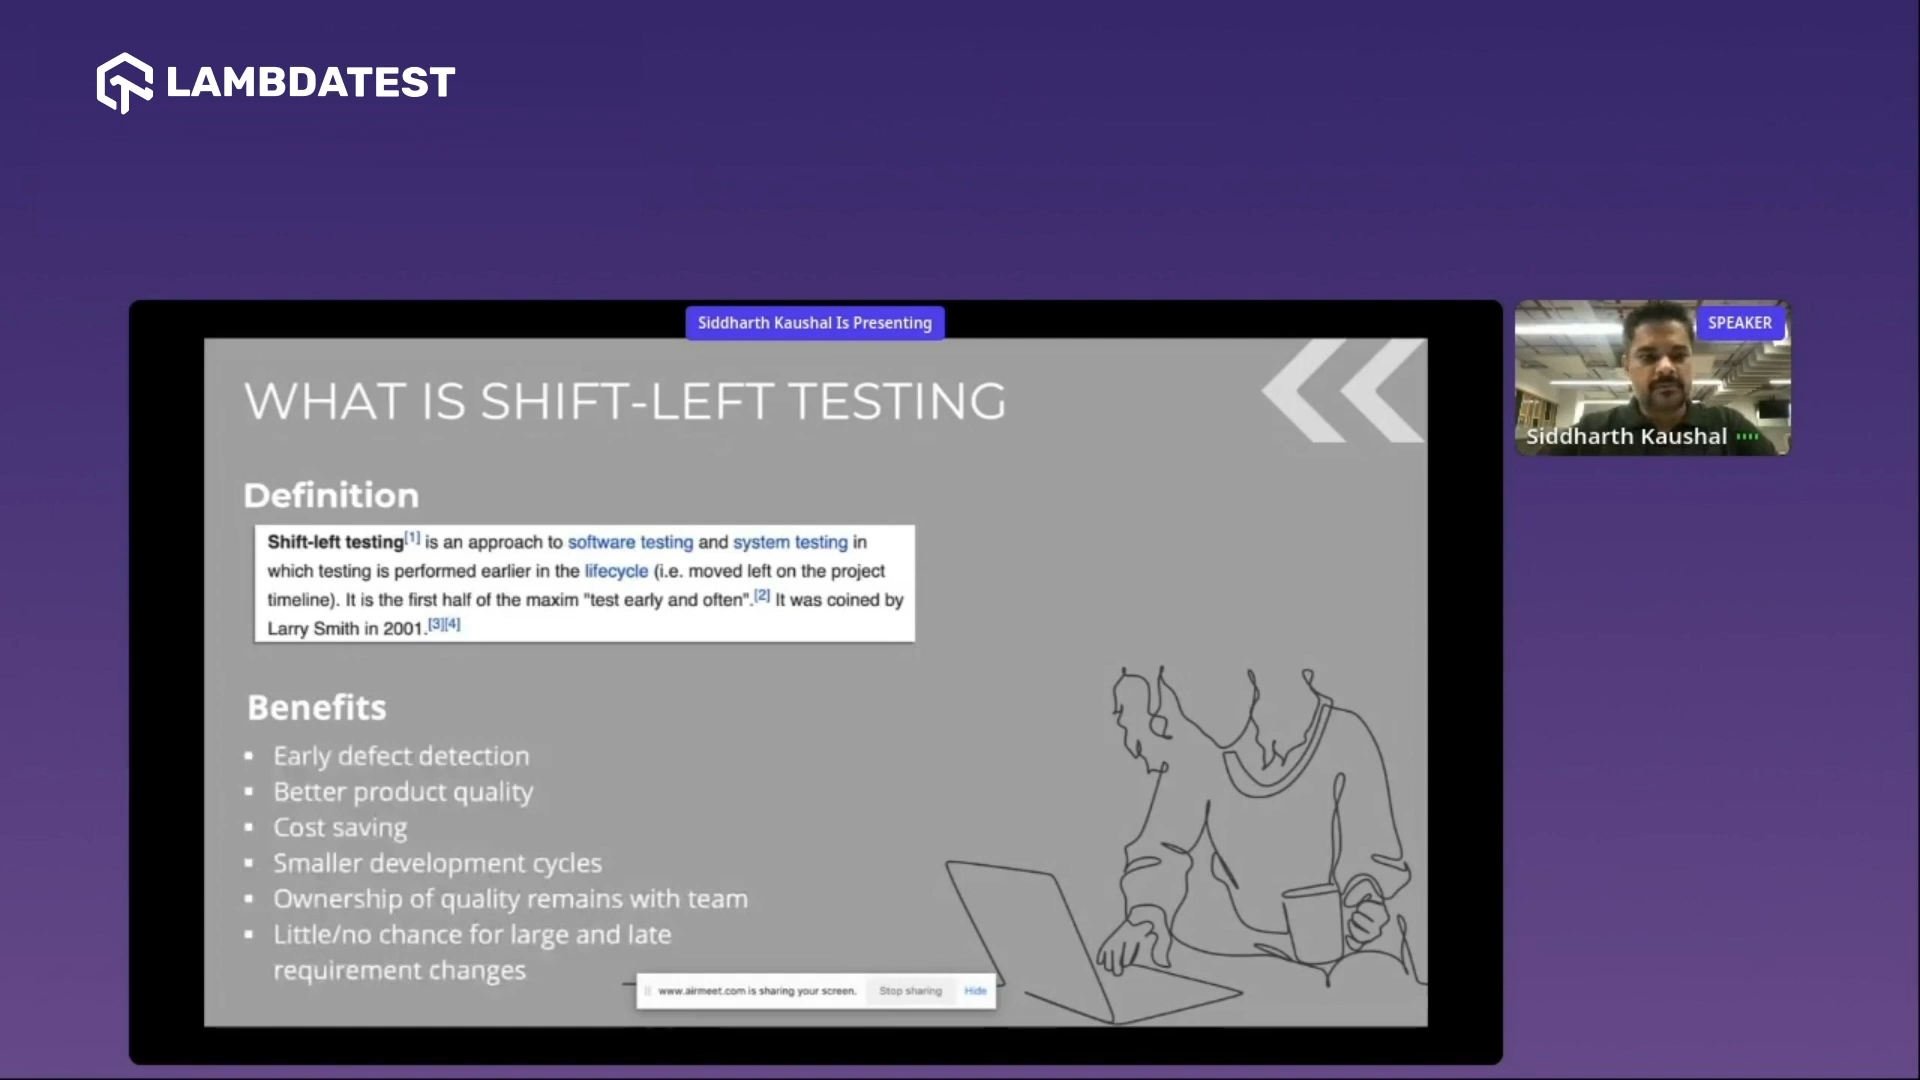 LAMBDATEST
Siddharth Kaushal Is Presenting
SPEAKER
Siddharth Kaushal
WHAT IS SHIFT-LEFT TESTING
Definition
Shift-left testing[1] is an approach to software testing and system testing in
which testing is performed earlier in the lifecycle (i.e. moved left on the project
timeline). It is the first half of the maxim "test early and often".[2] It was coined by
Larry Smith in 2001.[3][4]
Benefits
▪ Early defect detection
▪ Better product quality
▪ Cost saving
▪ Smaller development cycles
▪ Ownership of quality remains with team
▪ Little/no chance for large and late
requirement changes
www.airmeet.com is sharing your screen. Stop sharing Hide